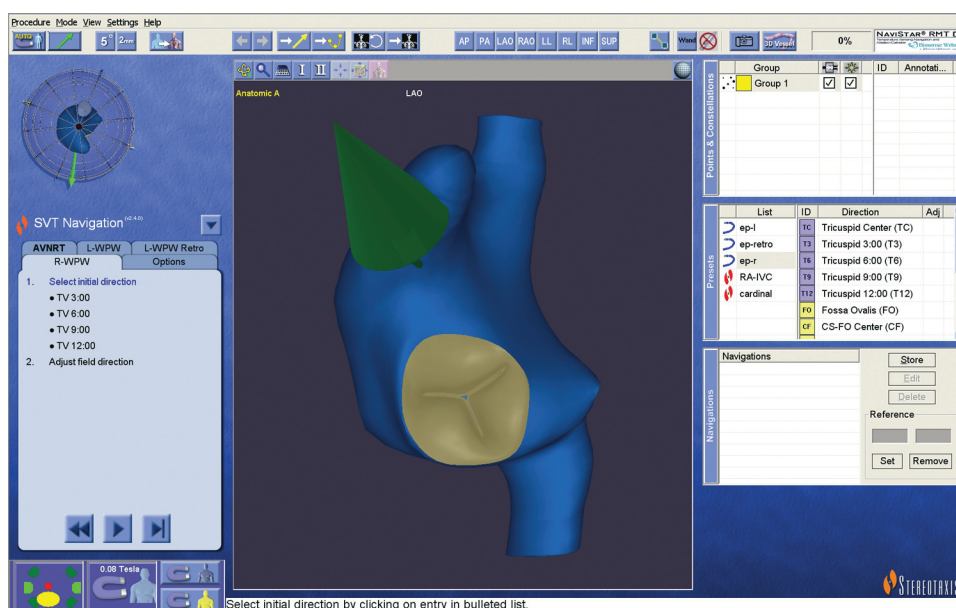 Procedure Mode View Settings Help
AUTO 5° 2mm AP PA LAO RAO LL RL INF SUP Wand 3D Vessel 0% NAVISTAR® RMT D
Anatomic A LAO
SVT Navigation (v2.4.0)
AVNRT L-WPW L-WPW Retro
R-WPW Options
1. Select initial direction
• TV 3:00
• TV 6:00
• TV 9:00
• TV 12:00
2. Adjust field direction
0.08 Tesla
Points & Constellations
Group ID Annotati...
Group 1
Presets
List ID Direction Adj
ep-l TC Tricuspid Center (TC)
ep-retro T3 Tricuspid 3:00 (T3)
ep-r T6 Tricuspid 6:00 (T6)
RA-IVC T9 Tricuspid 9:00 (T9)
cardinal T12 Tricuspid 12:00 (T12)
FO Fossa Ovalis (FO)
CF CS-FO Center (CF)
Navigations
Navigations
Store
Edit
Delete
Reference
Set Remove
STEREOTAXIS
Select initial direction by clicking on entry in bulleted list.